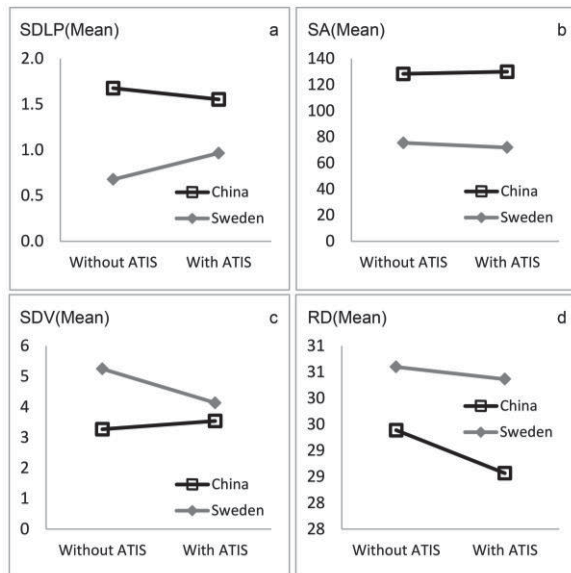 SDLP(Mean) a
2.0
1.5
1.0
0.5
0.0
China
Sweden
Without ATIS With ATIS
SA(Mean) b
140
120
100
80
60
40
20
0
China
Sweden
Without ATIS With ATIS
SDV(Mean) c
6
5
4
3
2
1
0
China
Sweden
Without ATIS With ATIS
RD(Mean) d
31
31
30
30
29
29
28
28
China
Sweden
Without ATIS With ATIS